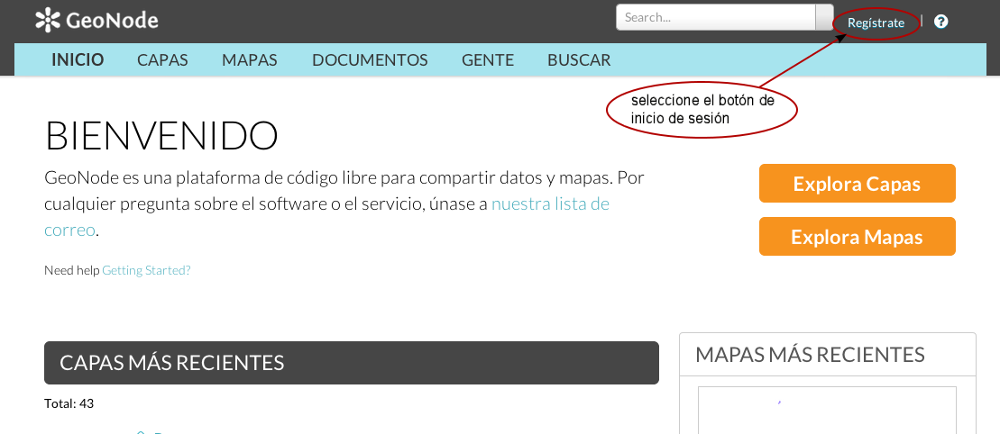 GeoNode
Search...
Regístrate
|
?
INICIO CAPAS MAPAS DOCUMENTOS GENTE BUSCAR
seleccione el botón de
inicio de sesión
BIENVENIDO
GeoNode es una plataforma de código libre para compartir datos y mapas. Por
cualquier pregunta sobre el software o el servicio, únase a nuestra lista de
correo.
Need help Getting Started?
Explora Capas
Explora Mapas
CAPAS MÁS RECIENTES
Total: 43
MAPAS MÁS RECIENTES